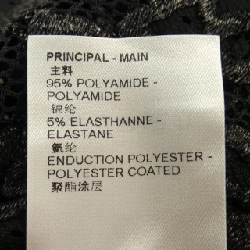 PRINCIPAL - MAIN
主料
95% POLYAMIDE -
POLYAMIDE
锦纶
5% ELASTHANNE -
ELASTANE
氨纶
ENDUCTION POLYESTER -
POLYESTER COATED
聚酯涂层